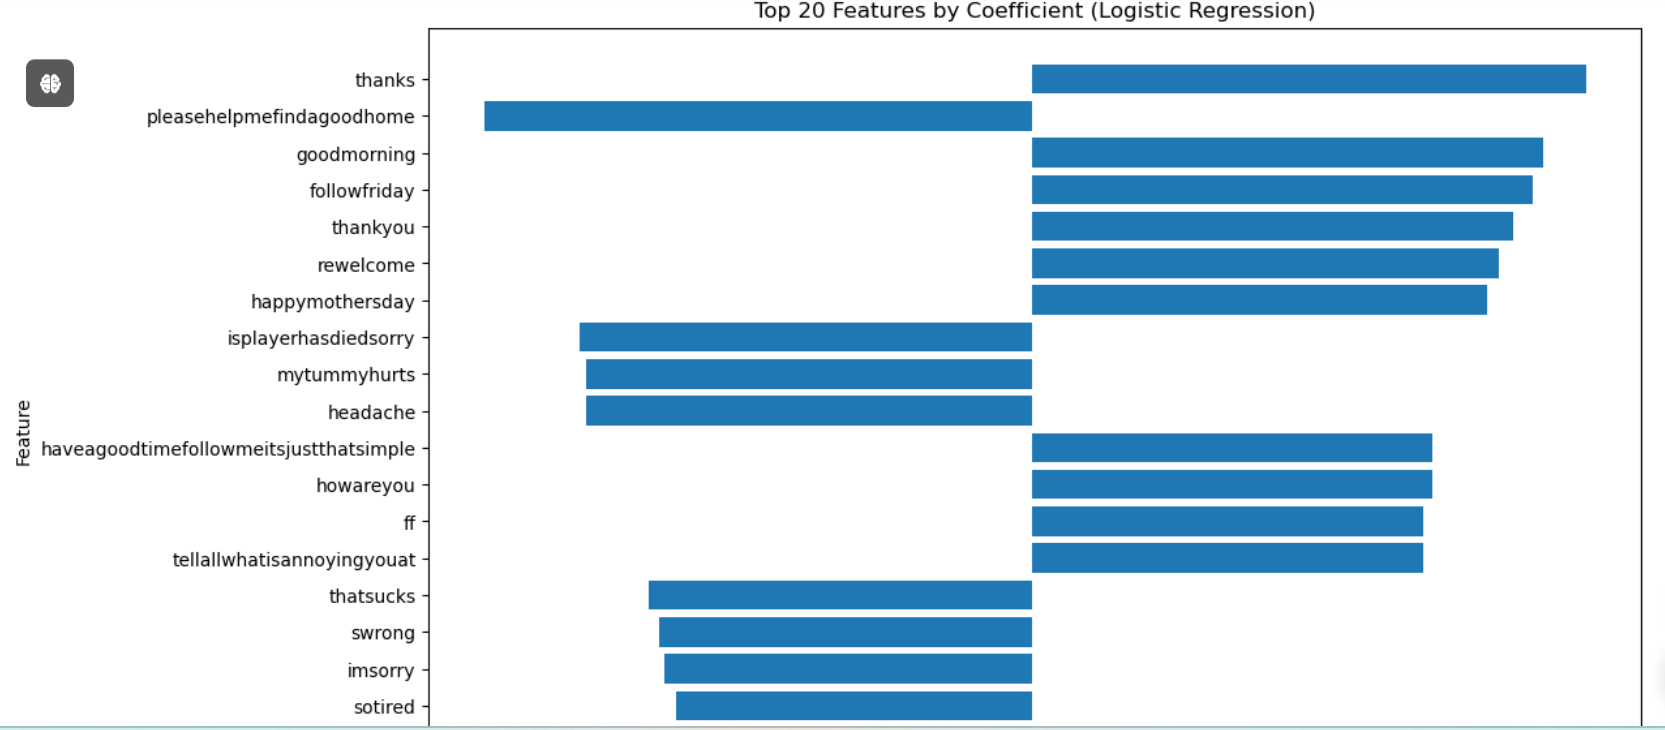 Top 20 Features by Coefficient (Logistic Regression)
thanks
pleasehelpmefindagoodhome
goodmorning
followfriday
thankyou
rewelcome
happymothersday
isplayerhasdiedsorry
mytummyhurts
headache
Feature
haveagoodtimefollowmeitsjustthatsimple
howareyou
ff
tellallwhatisannoyingyouat
thatsucks
swrong
imsorry
sotired